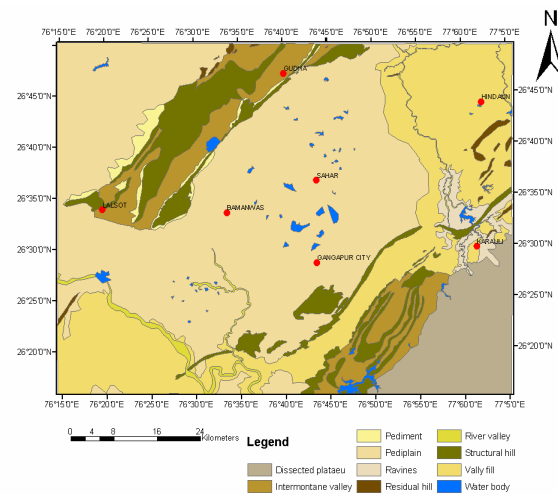 N
76°15'0"E 76°20'0"E 76°25'0"E 76°30'0"E 76°35'0"E 76°40'0"E 76°45'0"E 76°50'0"E 76°55'0"E 77°0'0"E 77°5'0"E
GUDHA
26°45'0"N 26°45'0"N
HINDAUN
26°40'0"N 26°40'0"N
SAHAR
26°35'0"N 26°35'0"N
LALSOT
BAMANWAS
26°30'0"N 26°30'0"N
KARAULI
GANGAPUR CITY
26°25'0"N 26°25'0"N
26°20'0"N 26°20'0"N
76°15'0"E 76°20'0"E 76°25'0"E 76°30'0"E 76°35'0"E 76°40'0"E 76°45'0"E 76°50'0"E 76°55'0"E 77°0'0"E 77°5'0"E
0 4 8 16 24
Kilometers
Legend
Pediment River valley
Pediplain Structural hill
Dissected plataeu Ravines Vally fill
Intermontane valley Residual hill Water body